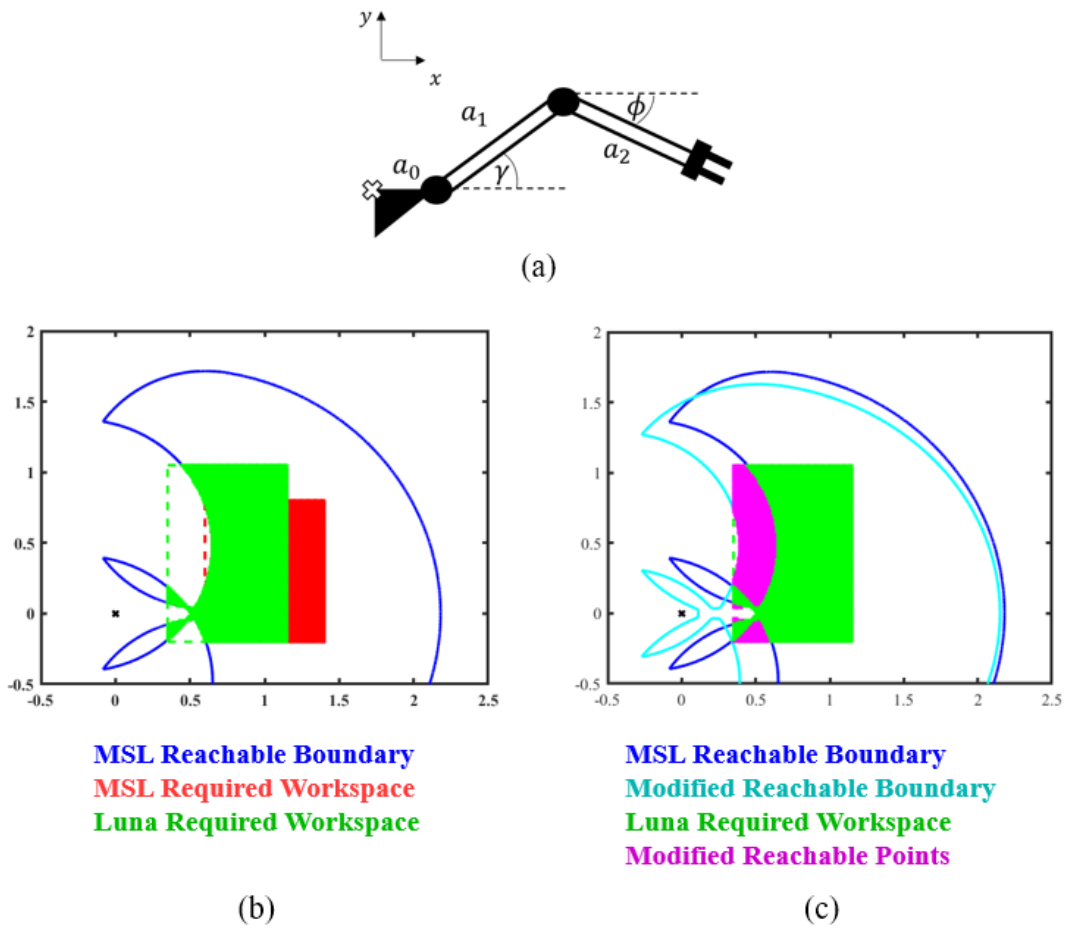 y
x
a₁
a₀
γ
ϕ
a₂
(a)
2
1.5
1
0.5
0
-0.5
-0.5 0 0.5 1 1.5 2 2.5
2
1.5
1
0.5
0
-0.5
-0.5 0 0.5 1 1.5 2 2.5
MSL Reachable Boundary
MSL Required Workspace
Luna Required Workspace
MSL Reachable Boundary
Modified Reachable Boundary
Luna Required Workspace
Modified Reachable Points
(b)
(c)